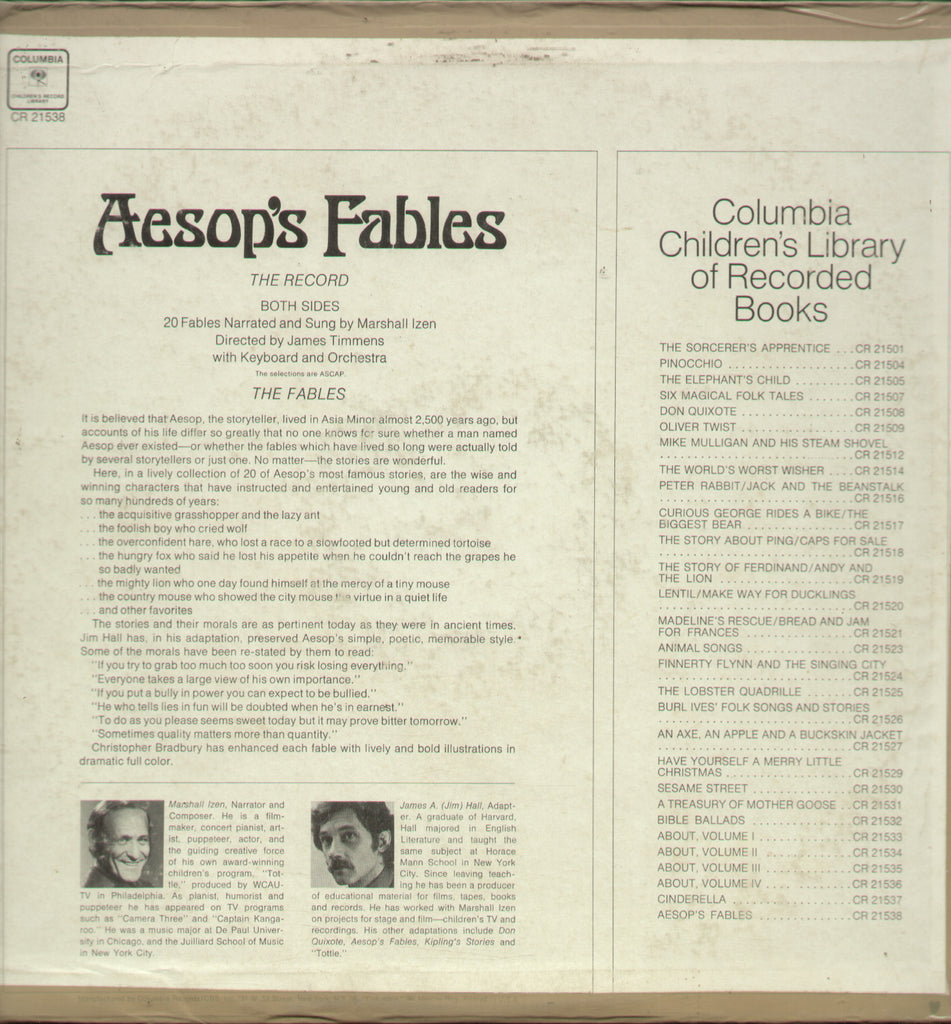 COLUMBIA
CHILDREN'S RECORD
LIBRARY
CR 21538
Aesop's Fables
THE RECORD
BOTH SIDES
20 Fables Narrated and Sung by Marshall Izen
Directed by James Timmens
with Keyboard and Orchestra
The selections are ASCAP.
THE FABLES
It is believed that Aesop, the storyteller, lived in Asia Minor almost 2,500 years ago, but
accounts of his life differ so greatly that no one knows for sure whether a man named
Aesop ever existed—or whether the fables which have lived so long were actually told
by several storytellers or just one. No matter—the stories are wonderful.
Here, in a lively collection of 20 of Aesop's most famous stories, are the wise and
winning characters that have instructed and entertained young and old readers for
so many hundreds of years:
. . . the acquisitive grasshopper and the lazy ant
. . . the foolish boy who cried wolf
. . . the overconfident hare, who lost a race to a slowfooted but determined tortoise
. . . the hungry fox who said he lost his appetite when he couldn't reach the grapes he
so badly wanted
. . . the mighty lion who one day found himself at the mercy of a tiny mouse
. . . the country mouse who showed the city mouse the virtue in a quiet life
. . . and other favorites
The stories and their morals are as pertinent today as they were in ancient times.
Jim Hall has, in his adaptation, preserved Aesop's simple, poetic, memorable style.*
Some of the morals have been re-stated by them to read:
"If you try to grab too much too soon you risk losing everything."
"Everyone takes a large view of his own importance."
"If you put a bully in power you can expect to be bullied."
"He who tells lies in fun will be doubted when he's in earnest."
"To do as you please seems sweet today but it may prove bitter tomorrow."
"Sometimes quality matters more than quantity."
Christopher Bradbury has enhanced each fable with lively and bold illustrations in
dramatic full color.
Marshall Izen, Narrator and
Composer. He is a film-
maker, concert pianist, art-
ist, puppeteer, actor, and
the guiding creative force
of his own award-winning
children's program, "Tot-
tle," produced by WCAU-
TV in Philadelphia. As pianist, humorist and
puppeteer he has appeared on TV programs
such as "Camera Three" and "Captain Kanga-
roo." He was a music major at De Paul Univer-
sity in Chicago, and the Juilliard School of Music
in New York City.
James A. (Jim) Hall, Adapt-
er. A graduate of Harvard,
Hall majored in English
Literature and taught the
same subject at Horace
Mann School in New York
City. Since leaving teach-
ing he has been a producer
of educational material for films, tapes, books
and records. He has worked with Marshall Izen
on projects for stage and film—children's TV and
recordings. His other adaptations include Don
Quixote, Aesop's Fables, Kipling's Stories and
"Tottle."
Columbia
Children's Library
of Recorded
Books
THE SORCERER'S APPRENTICE . . . CR 21501
PINOCCHIO . . . . . . . . . . . . . . . . . . . CR 21504
THE ELEPHANT'S CHILD . . . . . . . . . CR 21505
SIX MAGICAL FOLK TALES . . . . . . . CR 21507
DON QUIXOTE . . . . . . . . . . . . . . . . . CR 21508
OLIVER TWIST . . . . . . . . . . . . . . . . . CR 21509
MIKE MULLIGAN AND HIS STEAM SHOVEL
. . . . . . . . . . . . . . . . . . . . . . . . . . . . . CR 21512
THE WORLD'S WORST WISHER . . . . CR 21514
PETER RABBIT/JACK AND THE BEANSTALK
. . . . . . . . . . . . . . . . . . . . . . . . . . . . . CR 21516
CURIOUS GEORGE RIDES A BIKE/THE
BIGGEST BEAR . . . . . . . . . . . . . . . . CR 21517
THE STORY ABOUT PING/CAPS FOR SALE
. . . . . . . . . . . . . . . . . . . . . . . . . . . . . CR 21518
THE STORY OF FERDINAND/ANDY AND
THE LION . . . . . . . . . . . . . . . . . . . . CR 21519
LENTIL/MAKE WAY FOR DUCKLINGS
. . . . . . . . . . . . . . . . . . . . . . . . . . . . . CR 21520
MADELINE'S RESCUE/BREAD AND JAM
FOR FRANCES . . . . . . . . . . . . . . . . . CR 21521
ANIMAL SONGS . . . . . . . . . . . . . . . . CR 21523
FINNERTY FLYNN AND THE SINGING CITY
. . . . . . . . . . . . . . . . . . . . . . . . . . . . . CR 21524
THE LOBSTER QUADRILLE . . . . . . . CR 21525
BURL IVES' FOLK SONGS AND STORIES
. . . . . . . . . . . . . . . . . . . . . . . . . . . . . CR 21526
AN AXE, AN APPLE AND A BUCKSKIN JACKET
. . . . . . . . . . . . . . . . . . . . . . . . . . . . . CR 21527
HAVE YOURSELF A MERRY LITTLE
CHRISTMAS . . . . . . . . . . . . . . . . . . . CR 21529
SESAME STREET . . . . . . . . . . . . . . . CR 21530
A TREASURY OF MOTHER GOOSE . . CR 21531
BIBLE BALLADS . . . . . . . . . . . . . . . . CR 21532
ABOUT, VOLUME I . . . . . . . . . . . . . . CR 21533
ABOUT, VOLUME II . . . . . . . . . . . . . CR 21534
ABOUT, VOLUME III . . . . . . . . . . . . . CR 21535
ABOUT, VOLUME IV . . . . . . . . . . . . . CR 21536
CINDERELLA . . . . . . . . . . . . . . . . . . CR 21537
AESOP'S FABLES . . . . . . . . . . . . . . CR 21538
Manufactured by Columbia Records/CBS, Inc.